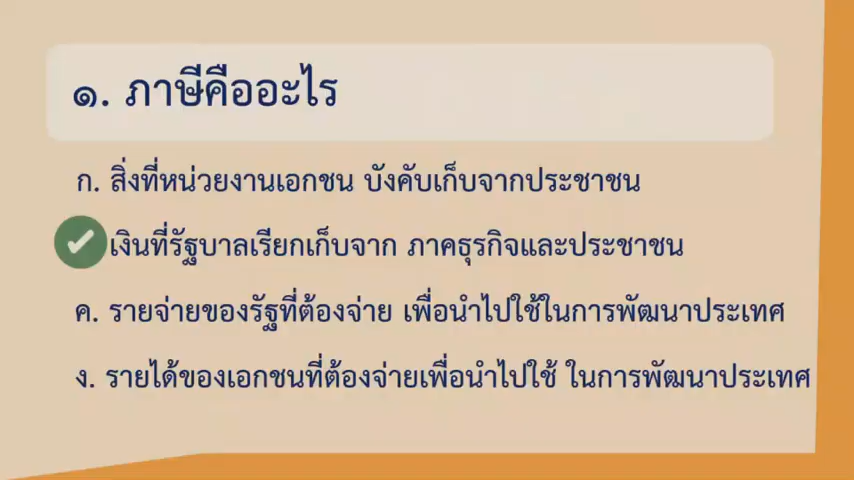 ๑. ภาษีคืออะไร
ก. สิ่งที่หน่วยงานเอกชน บังคับเก็บจากประชาชน
เงินที่รัฐบาลเรียกเก็บจาก ภาคธุรกิจและประชาชน
ค. รายจ่ายของรัฐที่ต้องจ่าย เพื่อนำไปใช้ในการพัฒนาประเทศ
ง. รายได้ของเอกชนที่ต้องจ่ายเพื่อนำไปใช้ ในการพัฒนาประเทศ